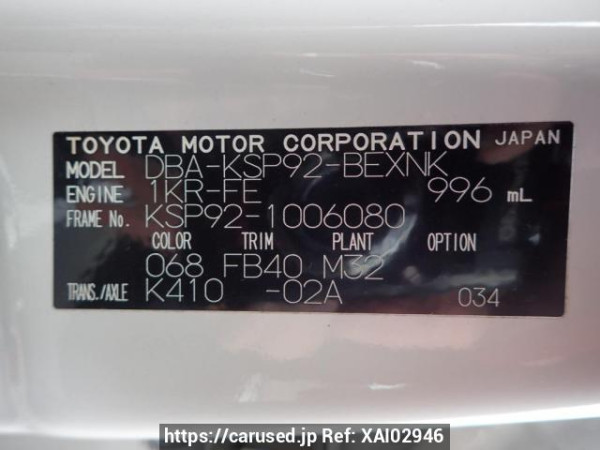 TOYOTA MOTOR CORPORATION JAPAN
MODEL DBA-KSP92-BEXNK
ENGINE 1KR-FE 996 mL
FRAME No. KSP92-1006080
COLOR TRIM PLANT OPTION
068 FB40 M32
TRANS./AXLE K410 -02A 034
https://carused.jp Ref: XAI02946